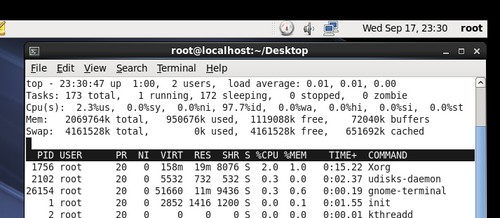 Wed Sep 17, 23:30 root
root@localhost:~/Desktop
File Edit View Search Terminal Help
top - 23:30:47 up  1:00,  2 users,  load average: 0.01, 0.01, 0.00
Tasks: 173 total,   1 running, 172 sleeping,   0 stopped,   0 zombie
Cpu(s):  2.3%us,  0.0%sy,  0.0%ni, 97.7%id,  0.0%wa,  0.0%hi,  0.0%si,  0.0%st
Mem:   2069764k total,   950676k used,  1119088k free,    72040k buffers
Swap:  4161528k total,        0k used,  4161528k free,   651692k cached
PID USER      PR  NI  VIRT  RES  SHR S %CPU %MEM    TIME+  COMMAND
1756 root      20   0  158m  19m 8076 S  2.0  1.0   0:15.22 Xorg
2102 root      20   0  5532  732  532 S  0.3  0.0   0:02.37 udisks-daemon
26154 root      20   0 51660  11m 9436 S  0.3  0.6   0:00.19 gnome-terminal
1 root      20   0  2852 1416 1200 S  0.0  0.1   0:01.55 init
2 root      20   0     0    0    0 S  0.0  0.0   0:00.01 kthreadd